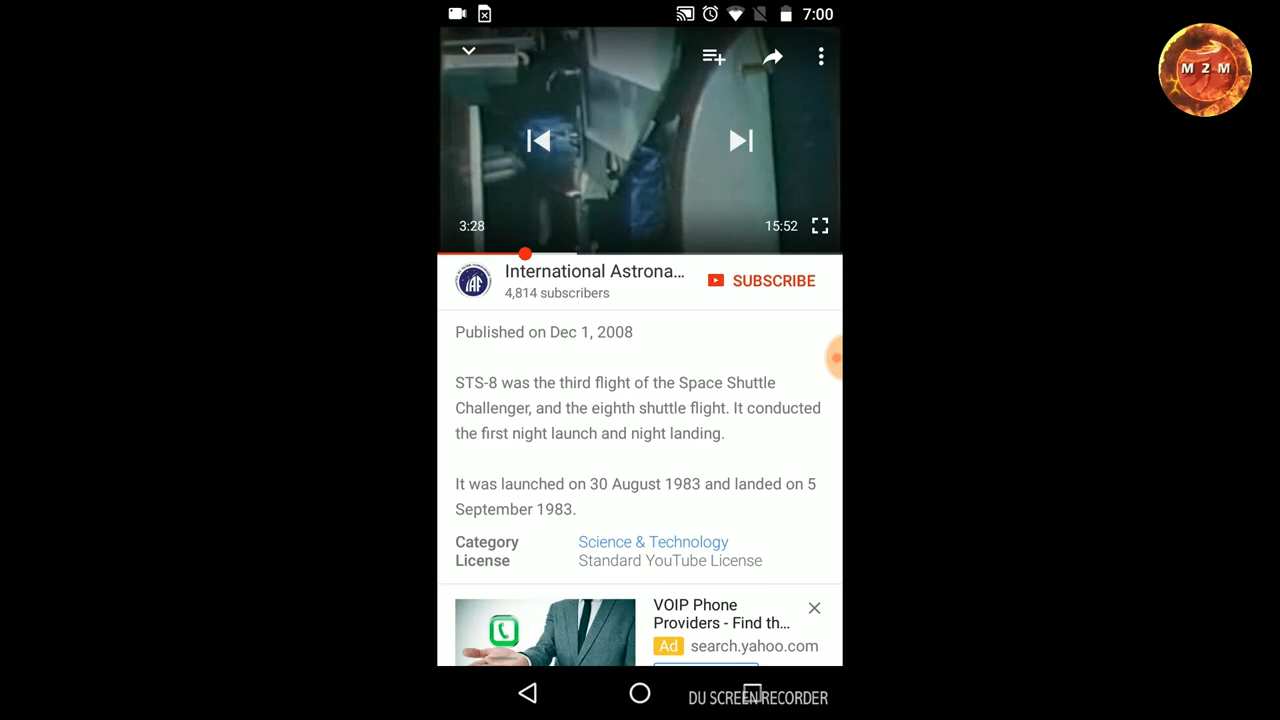 7:00
M 2 M
3:28
15:52
IAF
International Astrona...
4,814 subscribers
SUBSCRIBE
Published on Dec 1, 2008
STS-8 was the third flight of the Space Shuttle
Challenger, and the eighth shuttle flight. It conducted
the first night launch and night landing.
It was launched on 30 August 1983 and landed on 5
September 1983.
Category Science & Technology
License Standard YouTube License
VOIP Phone
Providers - Find th...
Ad search.yahoo.com
DU SCREEN RECORDER